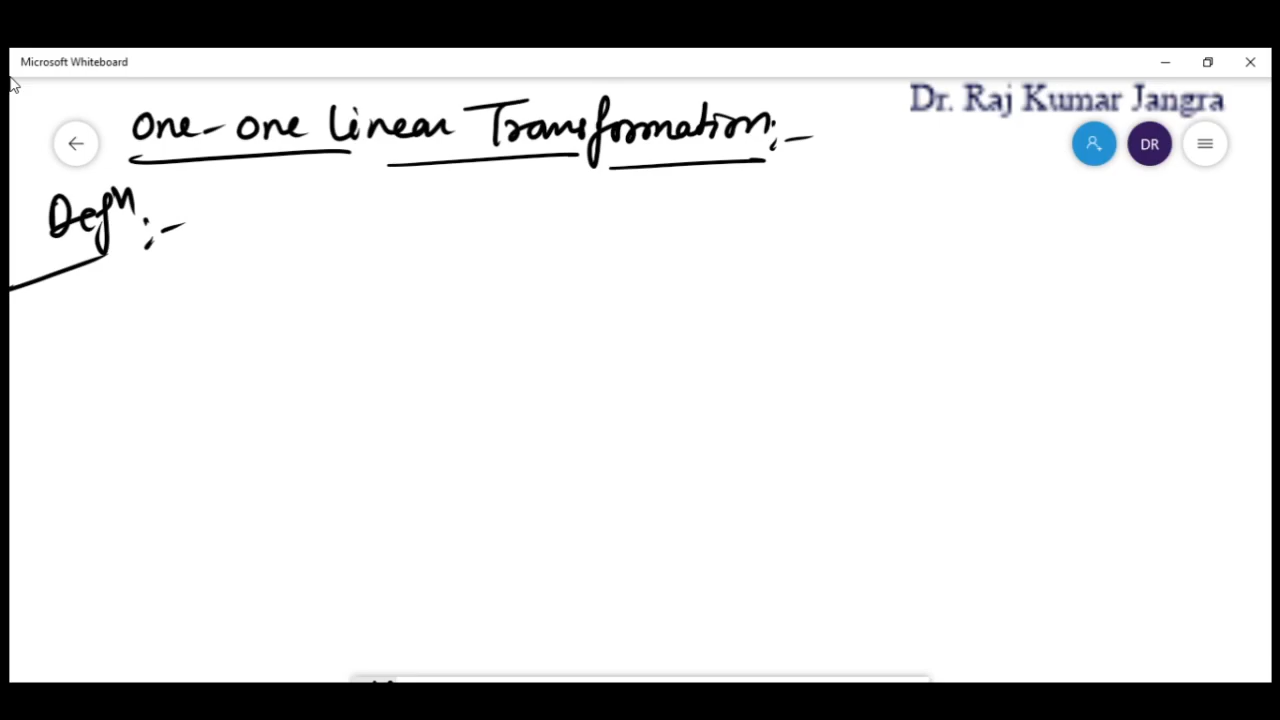 Microsoft Whiteboard
Dr. Raj Kumar Jangra
One-one Linear Transformation:-
DR
Defn:-